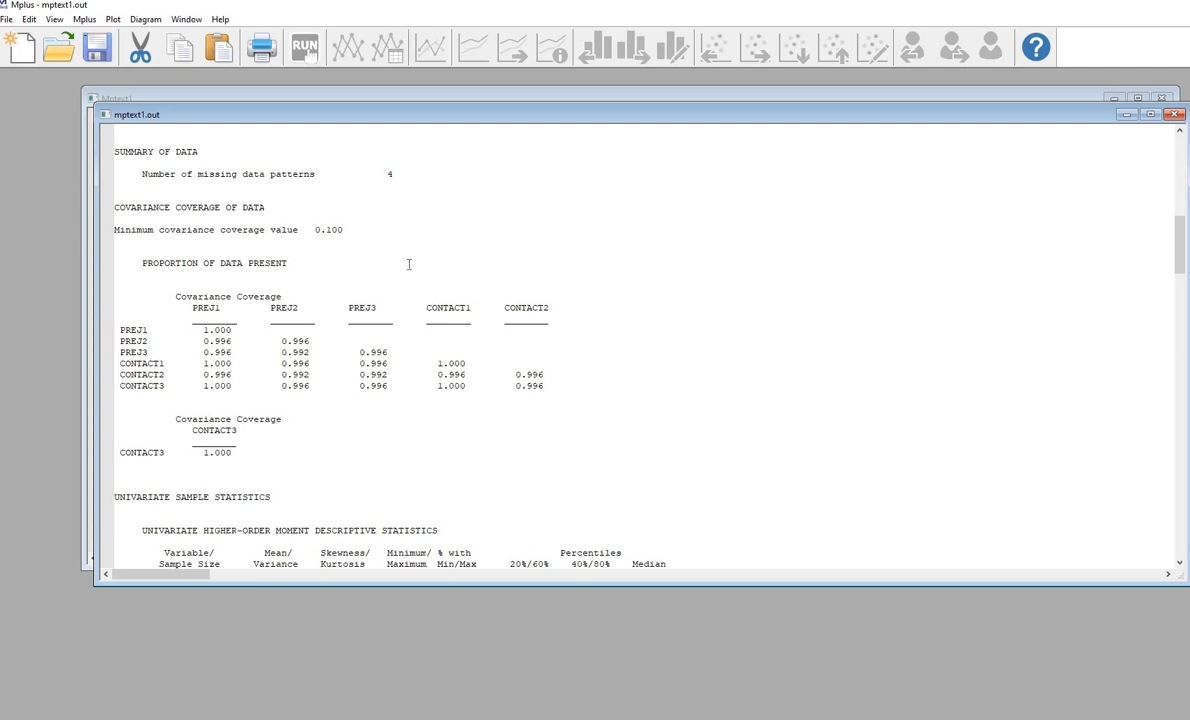 Mplus - mptext1.out
File Edit View Mplus Plot Diagram Window Help
RUN
?
Mptext1
mptext1.out
SUMMARY OF DATA
Number of missing data patterns 4
COVARIANCE COVERAGE OF DATA
Minimum covariance coverage value 0.100
PROPORTION OF DATA PRESENT
Covariance Coverage
PREJ1 PREJ2 PREJ3 CONTACT1 CONTACT2
PREJ1 1.000
PREJ2 0.996 0.996
PREJ3 0.996 0.992 0.996
CONTACT1 1.000 0.996 0.996 1.000
CONTACT2 0.996 0.992 0.992 0.996 0.996
CONTACT3 1.000 0.996 0.996 1.000 0.996
Covariance Coverage
CONTACT3
CONTACT3 1.000
UNIVARIATE SAMPLE STATISTICS
UNIVARIATE HIGHER-ORDER MOMENT DESCRIPTIVE STATISTICS
Variable/ Mean/ Skewness/ Minimum/ % with Percentiles
Sample Size Variance Kurtosis Maximum Min/Max 20%/60% 40%/80% Median